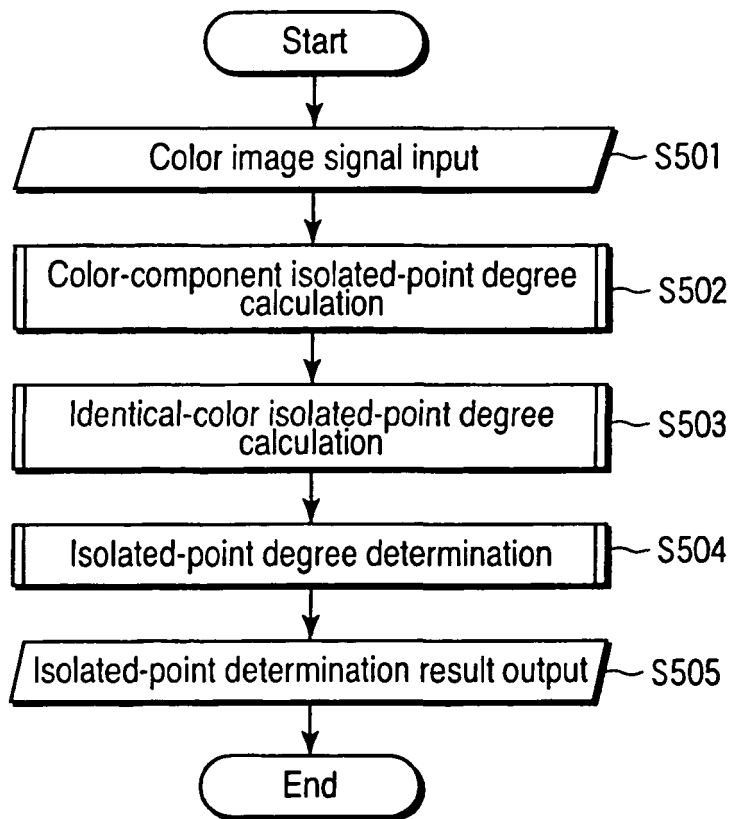 Start
Color image signal input
S501
Color-component isolated-point degree
calculation
S502
Identical-color isolated-point degree
calculation
S503
Isolated-point degree determination
S504
Isolated-point determination result output
S505
End